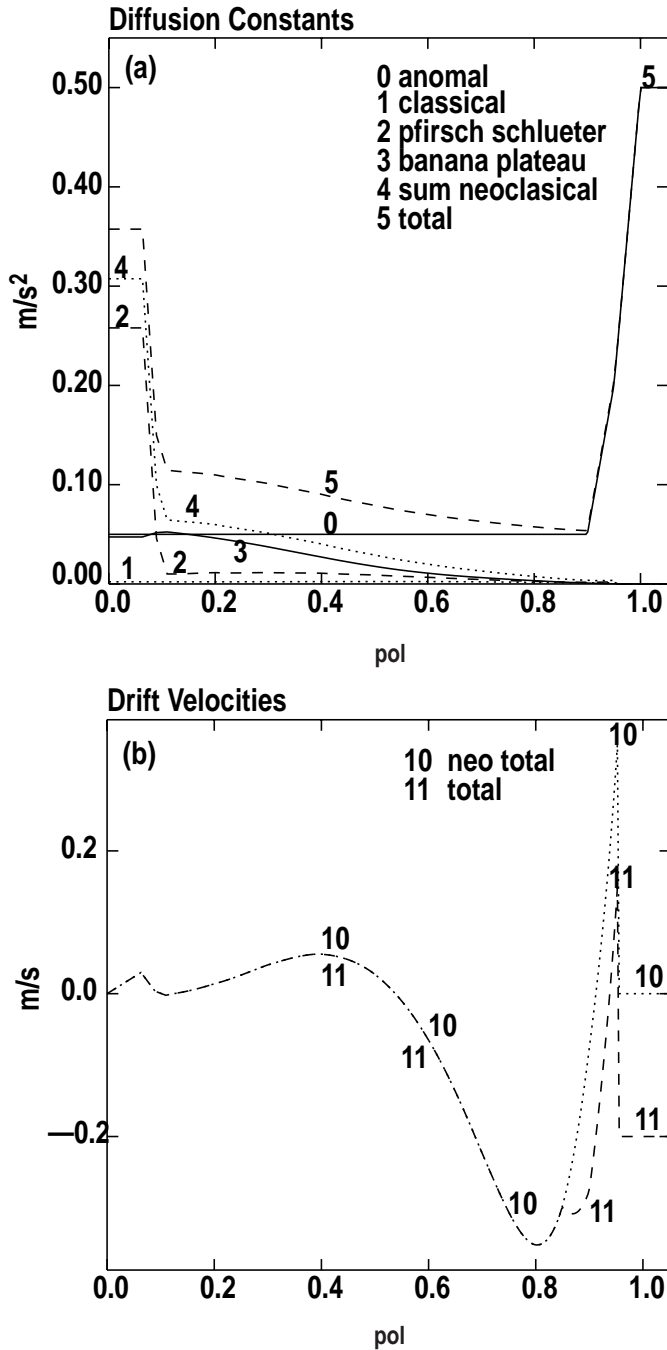 Diffusion Constants
(a)
0 anomal
1 classical
2 pfirsch schlueter
3 banana plateau
4 sum neoclasical
5 total
5
0.50
0.40
0.30
0.20
0.10
0.00
m/s2
4
2
4
5
0
1
2
3
0.0 0.2 0.4 0.6 0.8 1.0
pol
Drift Velocities
(b)
10 neo total
11 total
10
11
0.2
0.0
—0.2
m/s
10
11
10
11
10
11
10
11
0.0 0.2 0.4 0.6 0.8 1.0
pol